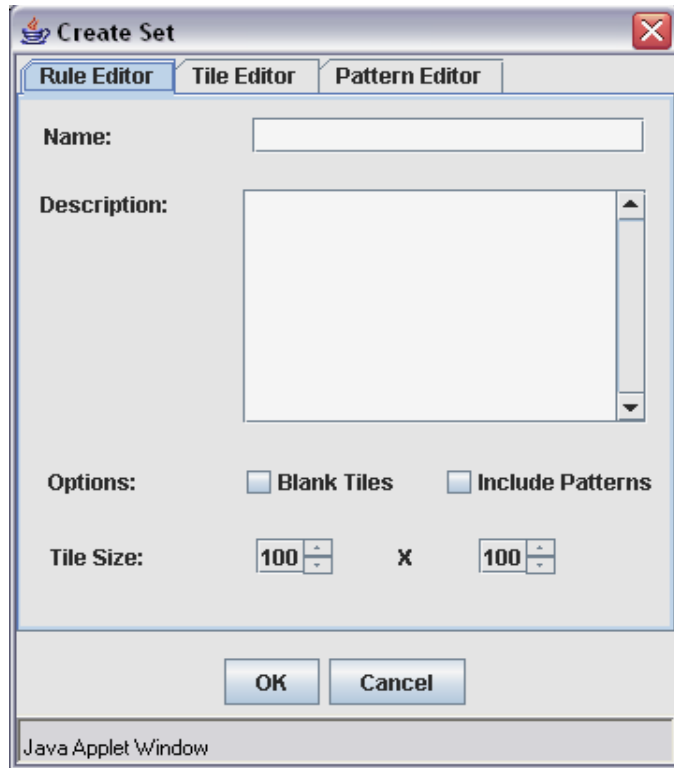 Create Set
Rule Editor Tile Editor Pattern Editor
Name:
Description:
Options: Blank Tiles Include Patterns
Tile Size: 100 X 100
OK Cancel
Java Applet Window